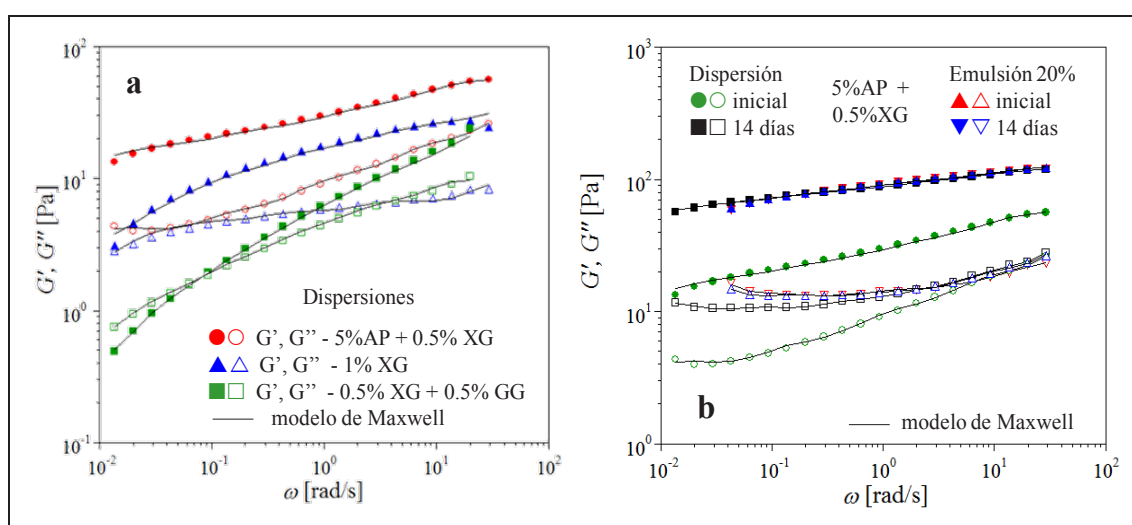 a
G', G'' [Pa]
10²
10¹
10⁰
10⁻¹
Dispersiones
G', G'' - 5%AP + 0.5% XG
G', G'' - 1% XG
G', G'' - 0.5% XG + 0.5% GG
modelo de Maxwell
10⁻² 10⁻¹ 10⁰ 10¹ 10²
ω [rad/s]
b
G', G'' [Pa]
10³
10²
10¹
10⁰
Dispersión 5%AP + Emulsión 20%
inicial 0.5%XG inicial
14 días 14 días
modelo de Maxwell
10⁻² 10⁻¹ 10⁰ 10¹ 10²
ω [rad/s]